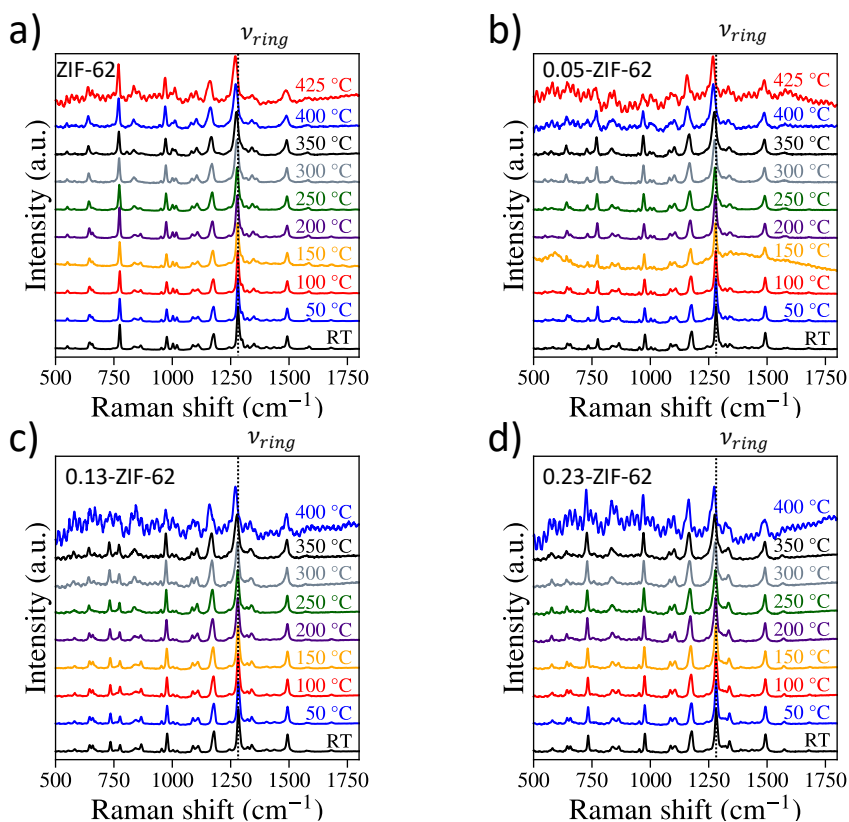 a)
ν_ring
ZIF-62
425 °C
400 °C
350 °C
300 °C
250 °C
200 °C
150 °C
100 °C
50 °C
RT
Intensity (a.u.)
500 750 1000 1250 1500 1750
Raman shift (cm⁻¹)
b)
ν_ring
0.05-ZIF-62
425 °C
400 °C
350 °C
300 °C
250 °C
200 °C
150 °C
100 °C
50 °C
RT
Intensity (a.u.)
500 750 1000 1250 1500 1750
Raman shift (cm⁻¹)
c)
ν_ring
0.13-ZIF-62
400 °C
350 °C
300 °C
250 °C
200 °C
150 °C
100 °C
50 °C
RT
Intensity (a.u.)
500 750 1000 1250 1500 1750
Raman shift (cm⁻¹)
d)
ν_ring
0.23-ZIF-62
400 °C
350 °C
300 °C
250 °C
200 °C
150 °C
100 °C
50 °C
RT
Intensity (a.u.)
500 750 1000 1250 1500 1750
Raman shift (cm⁻¹)